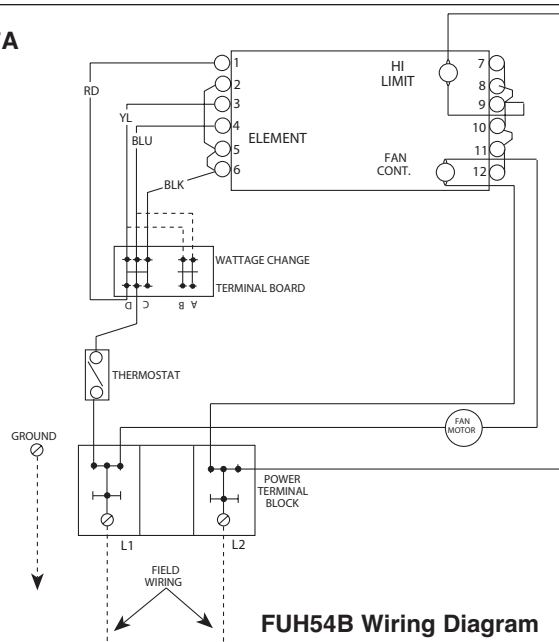 A
RD
YL
BLU
BLK
1
2
3
4
5
6
ELEMENT
HI
LIMIT
FAN
CONT.
7
8
9
10
11
12
WATTAGE CHANGE
TERMINAL BOARD
D C B A
THERMOSTAT
GROUND
FAN
MOTOR
POWER
TERMINAL
BLOCK
L1
L2
FIELD
WIRING
FUH54B Wiring Diagram